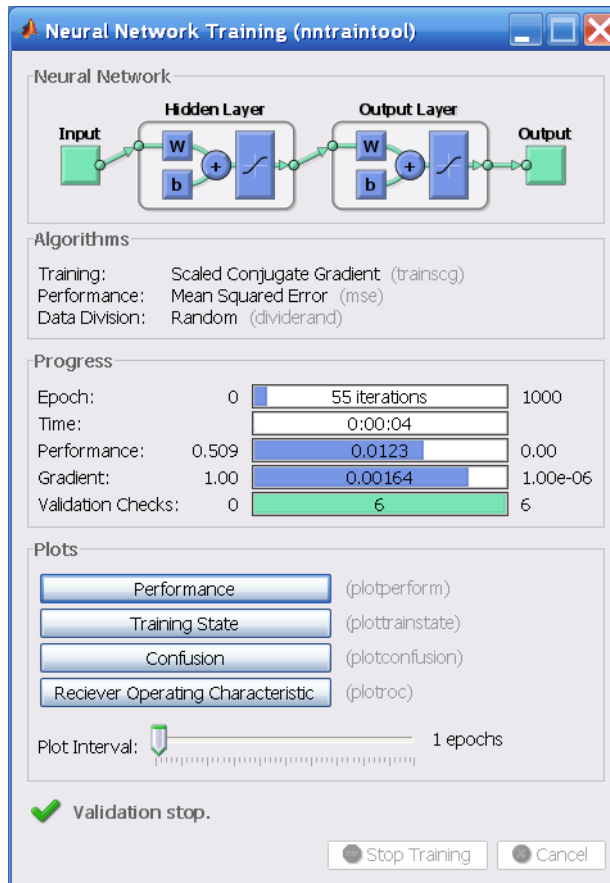 Neural Network Training (nntraintool)
Neural Network
Hidden Layer Output Layer
Input Output
W W
b b
+ +
Algorithms
Training: Scaled Conjugate Gradient (trainscg)
Performance: Mean Squared Error (mse)
Data Division: Random (dividerand)
Progress
Epoch: 0 55 iterations 1000
Time: 0:00:04
Performance: 0.509 0.0123 0.00
Gradient: 1.00 0.00164 1.00e-06
Validation Checks: 0 6 6
Plots
Performance (plotperform)
Training State (plottrainstate)
Confusion (plotconfusion)
Reciever Operating Characteristic (plotroc)
Plot Interval: 1 epochs
Validation stop.
Stop Training Cancel